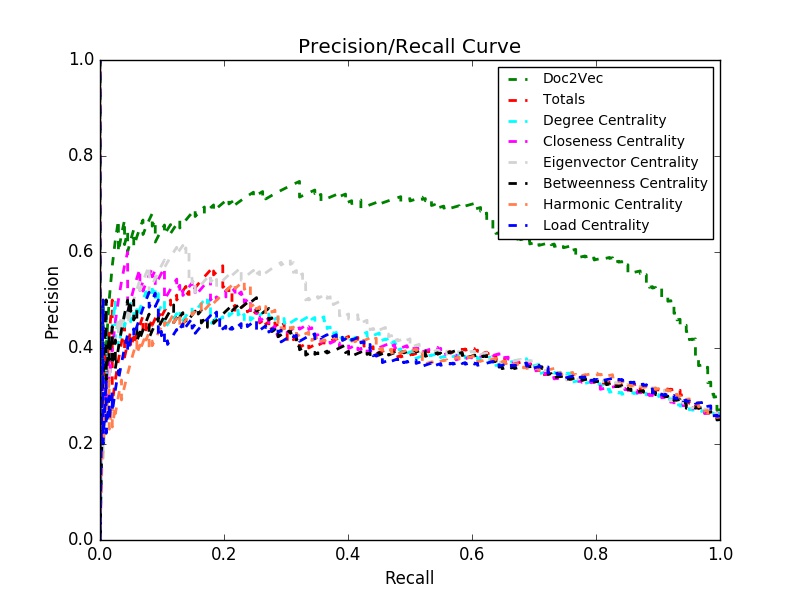 Precision/Recall Curve
Precision
1.0
0.8
0.6
0.4
0.2
0.0
Doc2Vec
Totals
Degree Centrality
Closeness Centrality
Eigenvector Centrality
Betweenness Centrality
Harmonic Centrality
Load Centrality
0.0 0.2 0.4 0.6 0.8 1.0
Recall